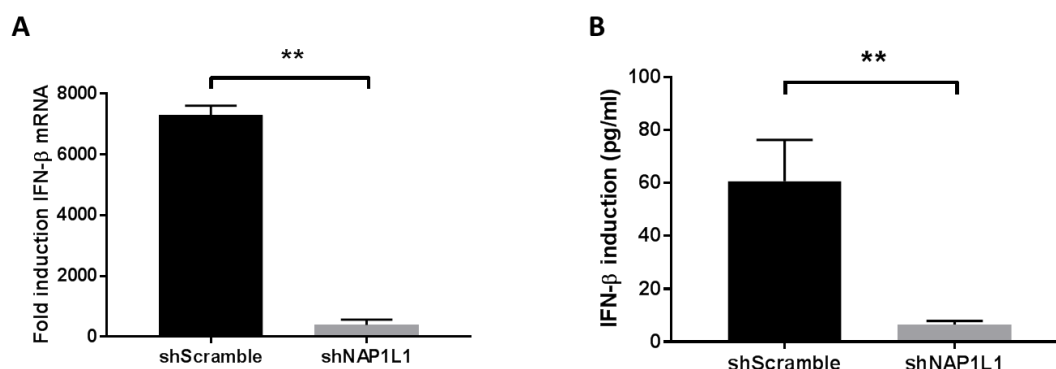 A
**
Fold induction IFN-β mRNA
8000
6000
4000
2000
0
shScramble
shNAP1L1
B
**
IFN-β induction (pg/ml)
100
80
60
40
20
0
shScramble
shNAP1L1